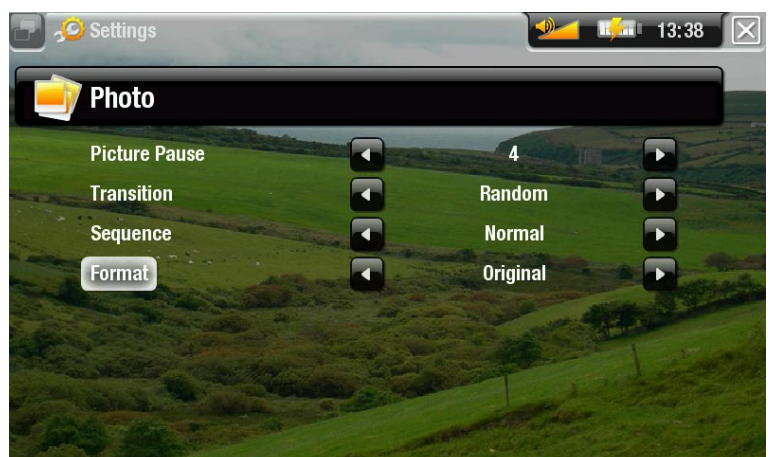 Settings
13:38
Photo
Picture Pause 4
Transition Random
Sequence Normal
Format Original